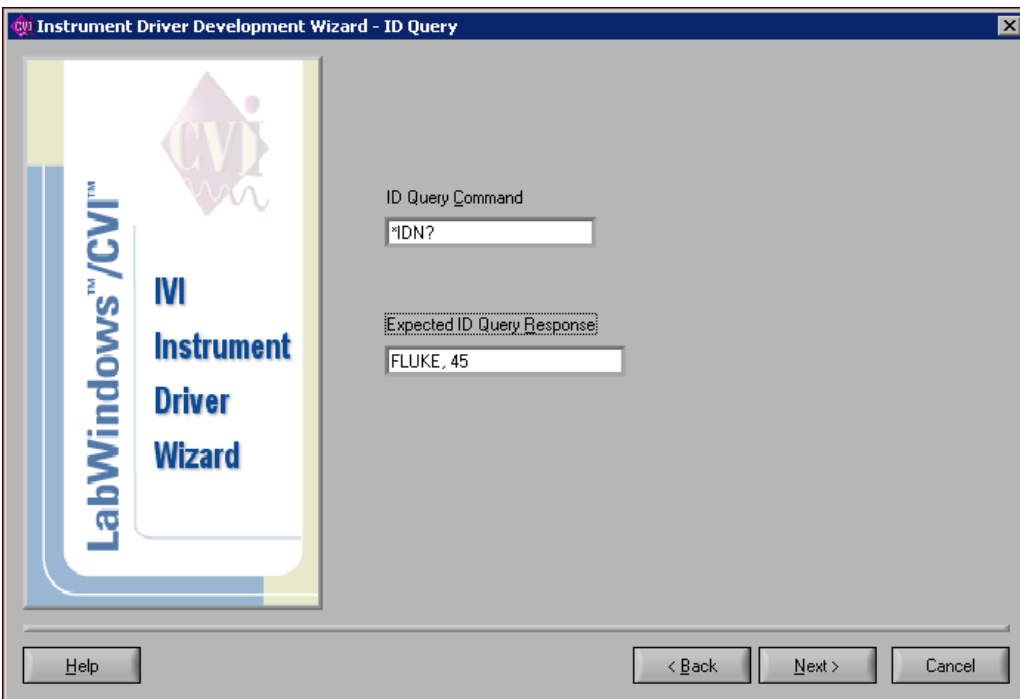 Instrument Driver Development Wizard - ID Query
CVI
LabWindows™/CVI™
IVI
Instrument
Driver
Wizard
ID Query Command
*IDN?
Expected ID Query Response
FLUKE, 45
Help
< Back
Next >
Cancel